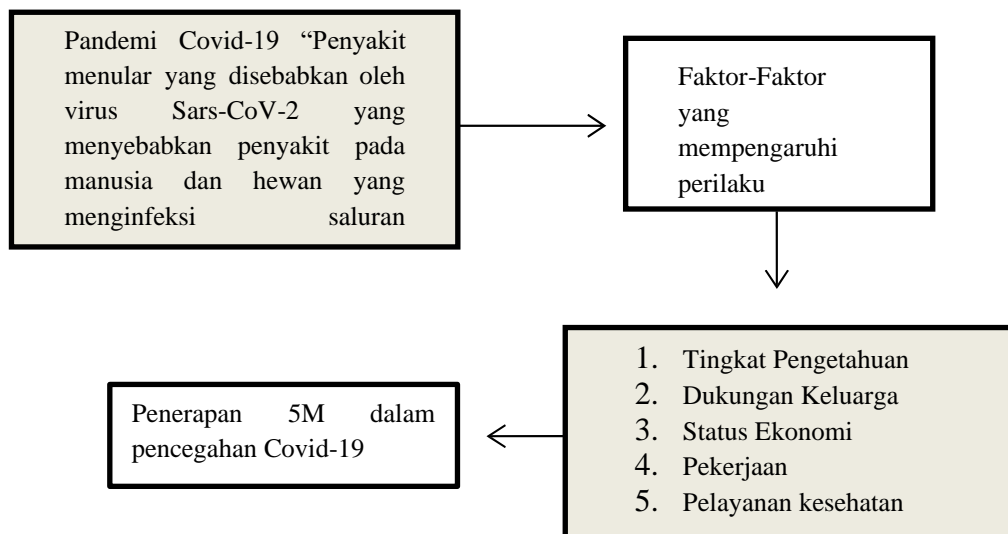 Pandemi Covid-19 “Penyakit
menular yang disebabkan oleh
virus Sars-CoV-2 yang
menyebabkan penyakit pada
manusia dan hewan yang
menginfeksi saluran
Faktor-Faktor
yang
mempengaruhi
perilaku
1. Tingkat Pengetahuan
2. Dukungan Keluarga
3. Status Ekonomi
4. Pekerjaan
5. Pelayanan kesehatan
Penerapan 5M dalam
pencegahan Covid-19